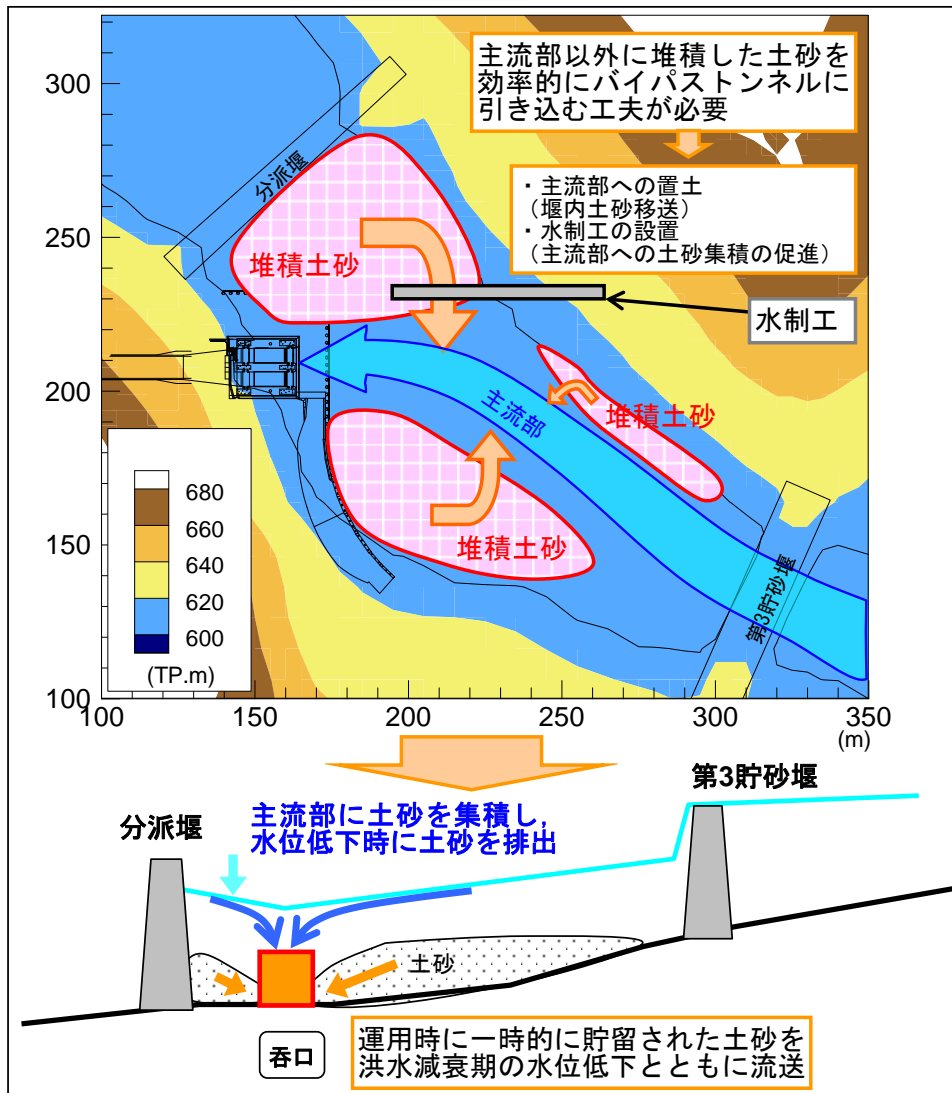 主流部以外に堆積した土砂を
効率的にバイパストンネルに
引き込む工夫が必要
・主流部への置土
（堰内土砂移送）
・水制工の設置
（主流部への土砂集積の促進）
300
250
200
150
100
分派堰
堆積土砂
水制工
主流部
堆積土砂
堆積土砂
第3貯砂堰
680
660
640
620
600
(TP.m)
100
150
200
250
300
350
(m)
第3貯砂堰
分派堰
主流部に土砂を集積し,
水位低下時に土砂を排出
土砂
呑口
運用時に一時的に貯留された土砂を
洪水減衰期の水位低下とともに流送